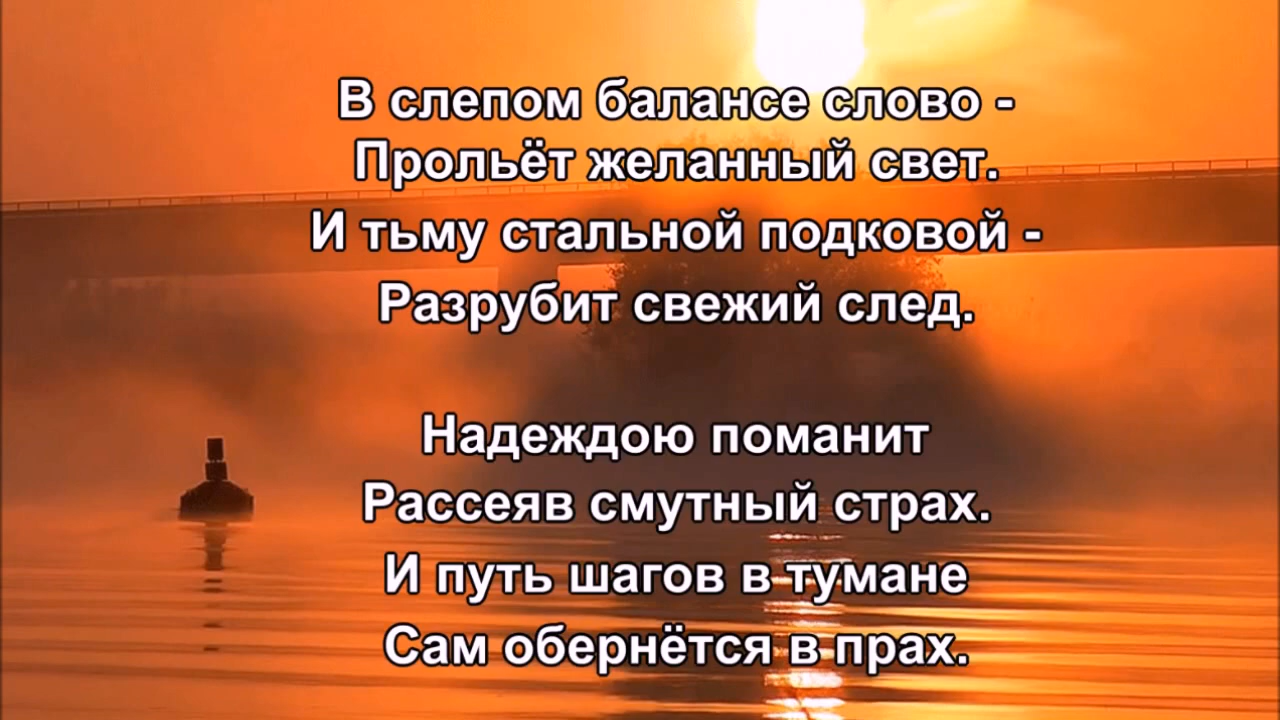 В слепом балансе слово -
Прольёт желанный свет.
И тьму стальной подковой -
Разрубит свежий след.
Надеждою поманит
Рассеяв смутный страх.
И путь шагов в тумане
Сам обернётся в прах.